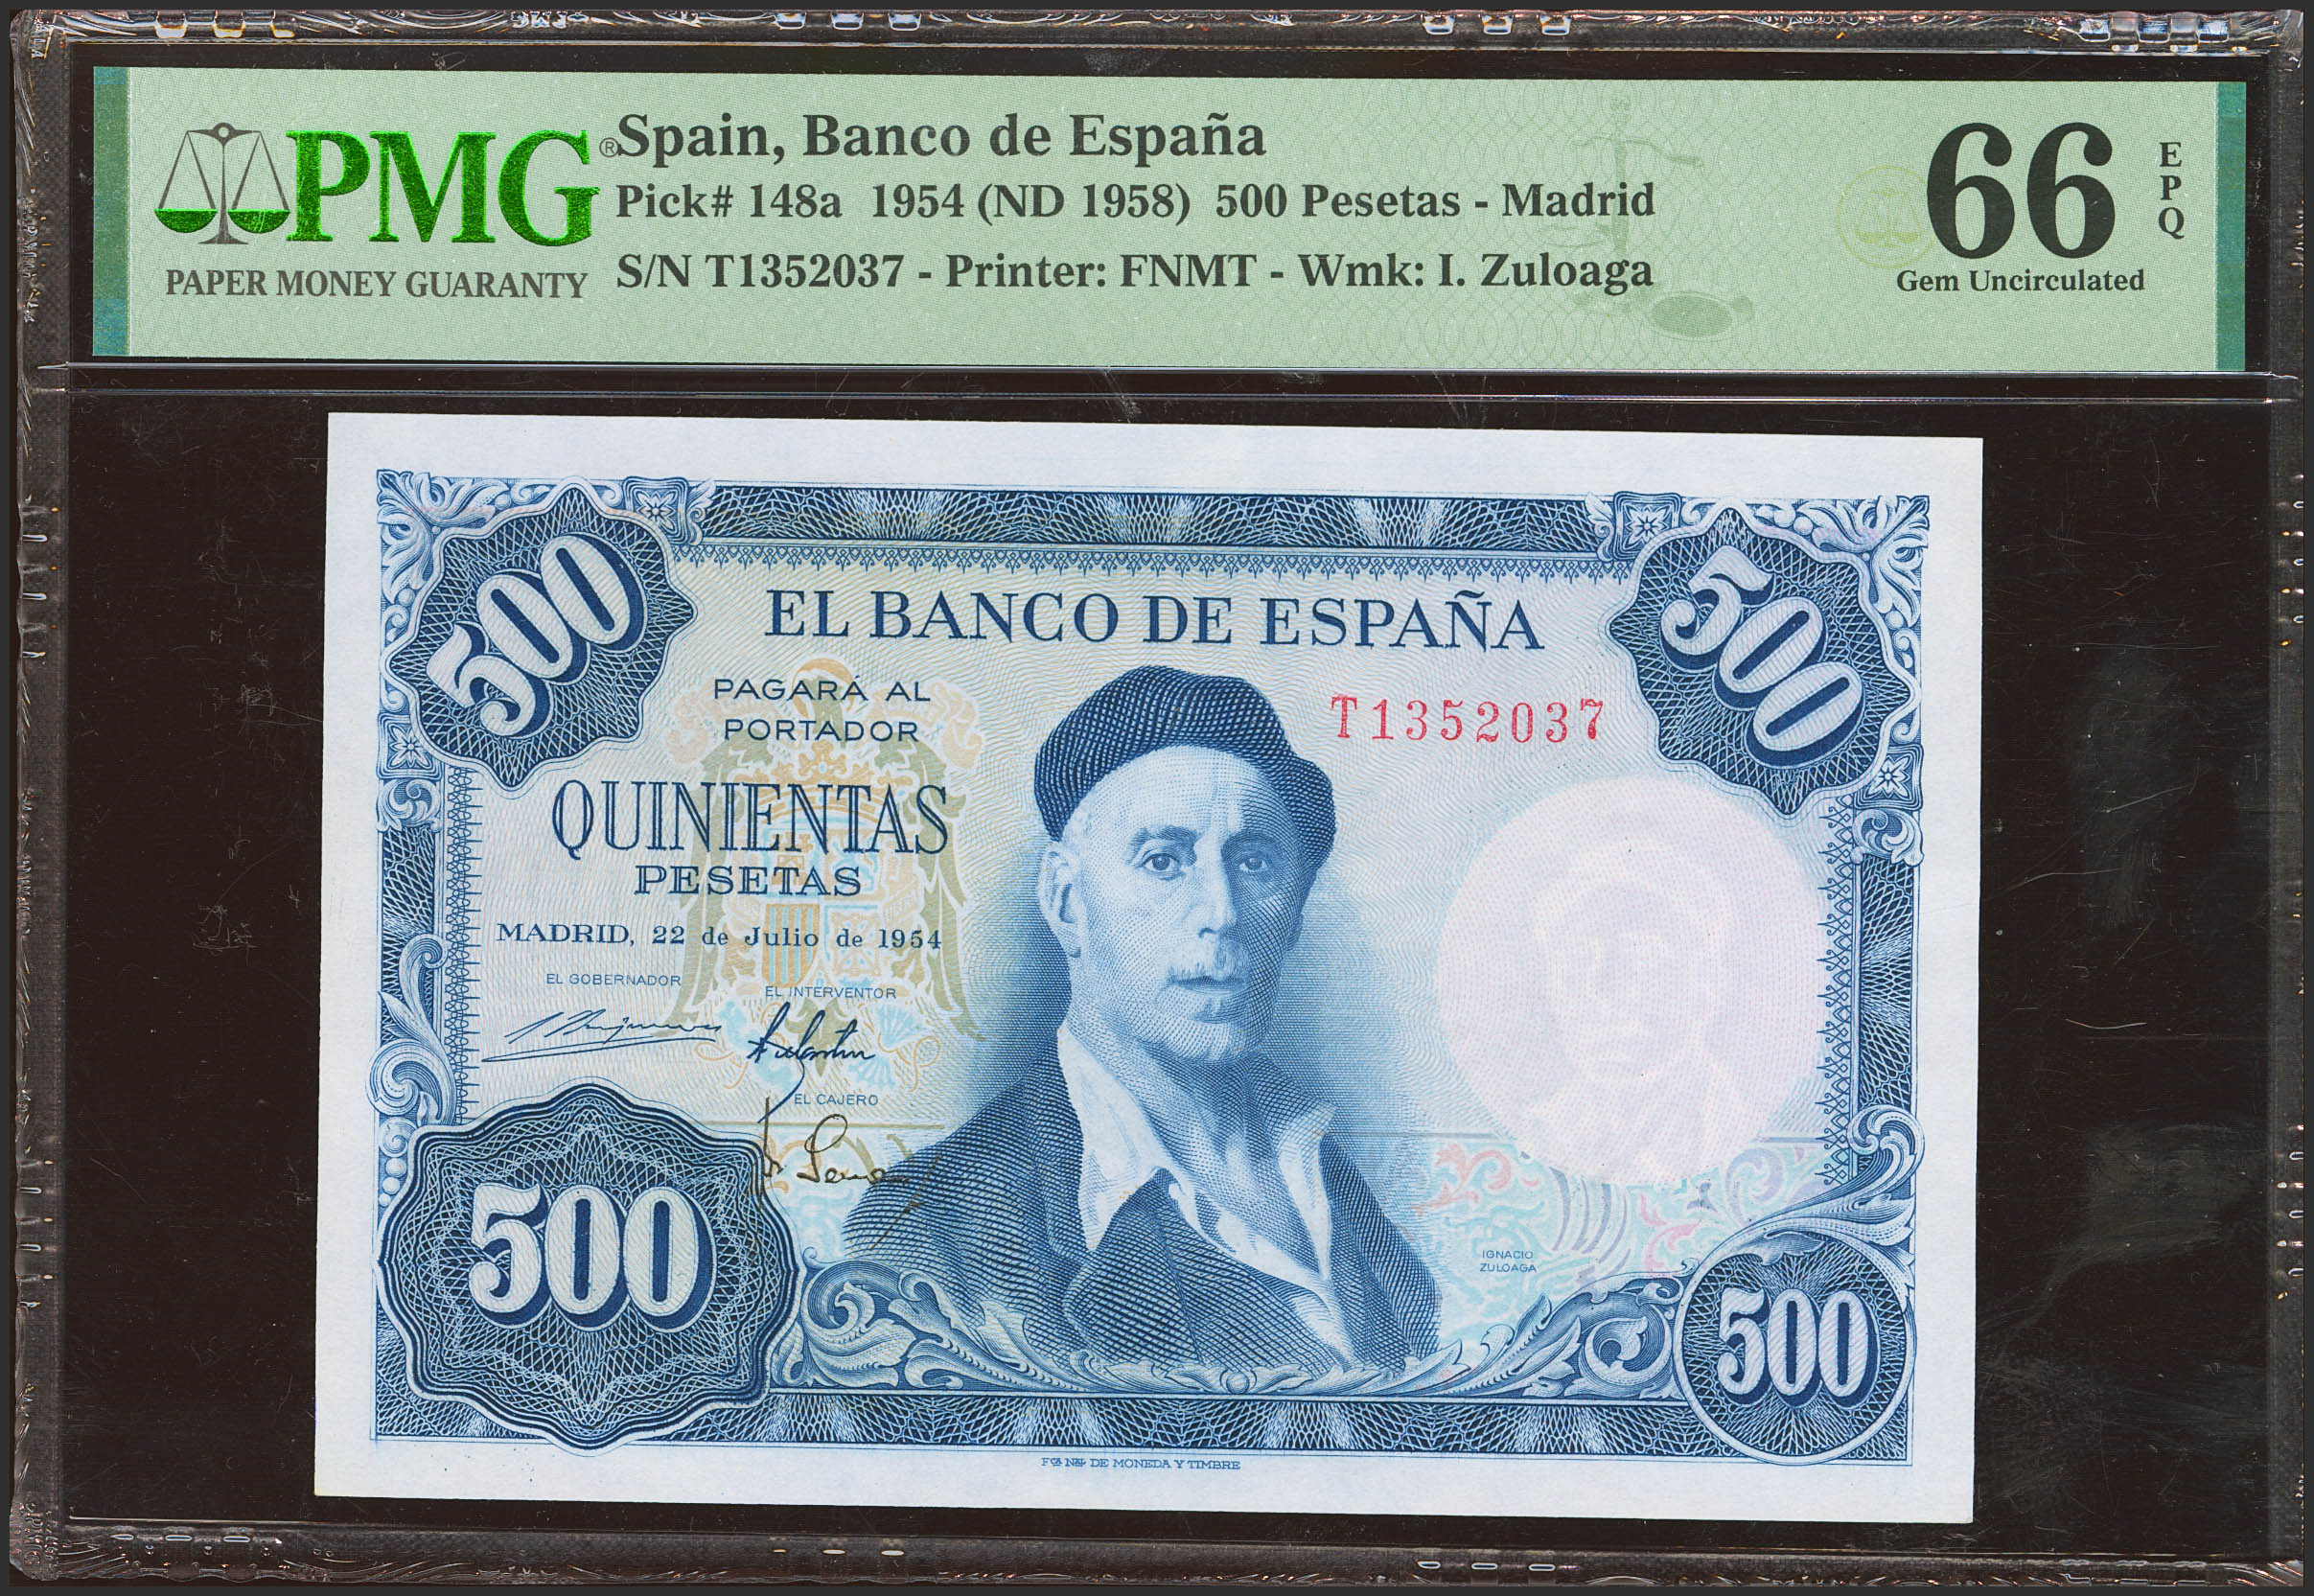 PMG®
PAPER MONEY GUARANTY
Spain, Banco de España
Pick# 148a 1954 (ND 1958) 500 Pesetas - Madrid
S/N T1352037 - Printer: FNMT - Wmk: I. Zuloaga
66
EPQ
Gem Uncirculated
500
500
EL BANCO DE ESPAÑA
PAGARÁ AL
PORTADOR
T1352037
QUINIENTAS
PESETAS
MADRID, 22 de Julio de 1954
EL GOBERNADOR
EL INTERVENTOR
EL CAJERO
IGNACIO
ZULOAGA
500
500
FCA. NAL. DE MONEDA Y TIMBRE